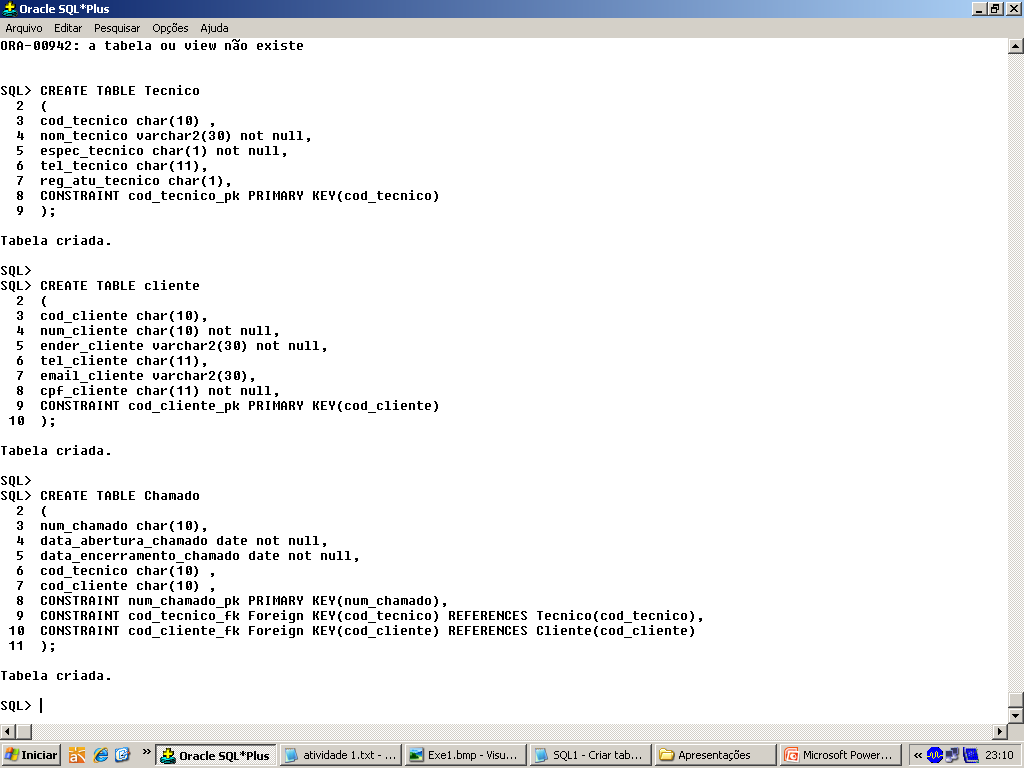 Oracle SQL*Plus
Arquivo Editar Pesquisar Opções Ajuda
ORA-00942: a tabela ou view não existe
SQL> CREATE TABLE Tecnico
2 (
3 cod_tecnico char(10) ,
4 nom_tecnico varchar2(30) not null,
5 espec_tecnico char(1) not null,
6 tel_tecnico char(11),
7 reg_atu_tecnico char(1),
8 CONSTRAINT cod_tecnico_pk PRIMARY KEY(cod_tecnico)
9 );
Tabela criada.
SQL>
SQL> CREATE TABLE cliente
2 (
3 cod_cliente char(10),
4 num_cliente char(10) not null,
5 ender_cliente varchar2(30) not null,
6 tel_cliente char(11),
7 email_cliente varchar2(30),
8 cpf_cliente char(11) not null,
9 CONSTRAINT cod_cliente_pk PRIMARY KEY(cod_cliente)
10 );
Tabela criada.
SQL>
SQL> CREATE TABLE Chamado
2 (
3 num_chamado char(10),
4 data_abertura_chamado date not null,
5 data_encerramento_chamado date not null,
6 cod_tecnico char(10) ,
7 cod_cliente char(10) ,
8 CONSTRAINT num_chamado_pk PRIMARY KEY(num_chamado),
9 CONSTRAINT cod_tecnico_fk Foreign KEY(cod_tecnico) REFERENCES Tecnico(cod_tecnico),
10 CONSTRAINT cod_cliente_fk Foreign KEY(cod_cliente) REFERENCES Cliente(cod_cliente)
11 );
Tabela criada.
SQL>
Iniciar » Oracle SQL*Plus atividade 1.txt - ... Exe1.bmp - Visu... SQL1 - Criar tab... Apresentações Microsoft Power... « 23:10